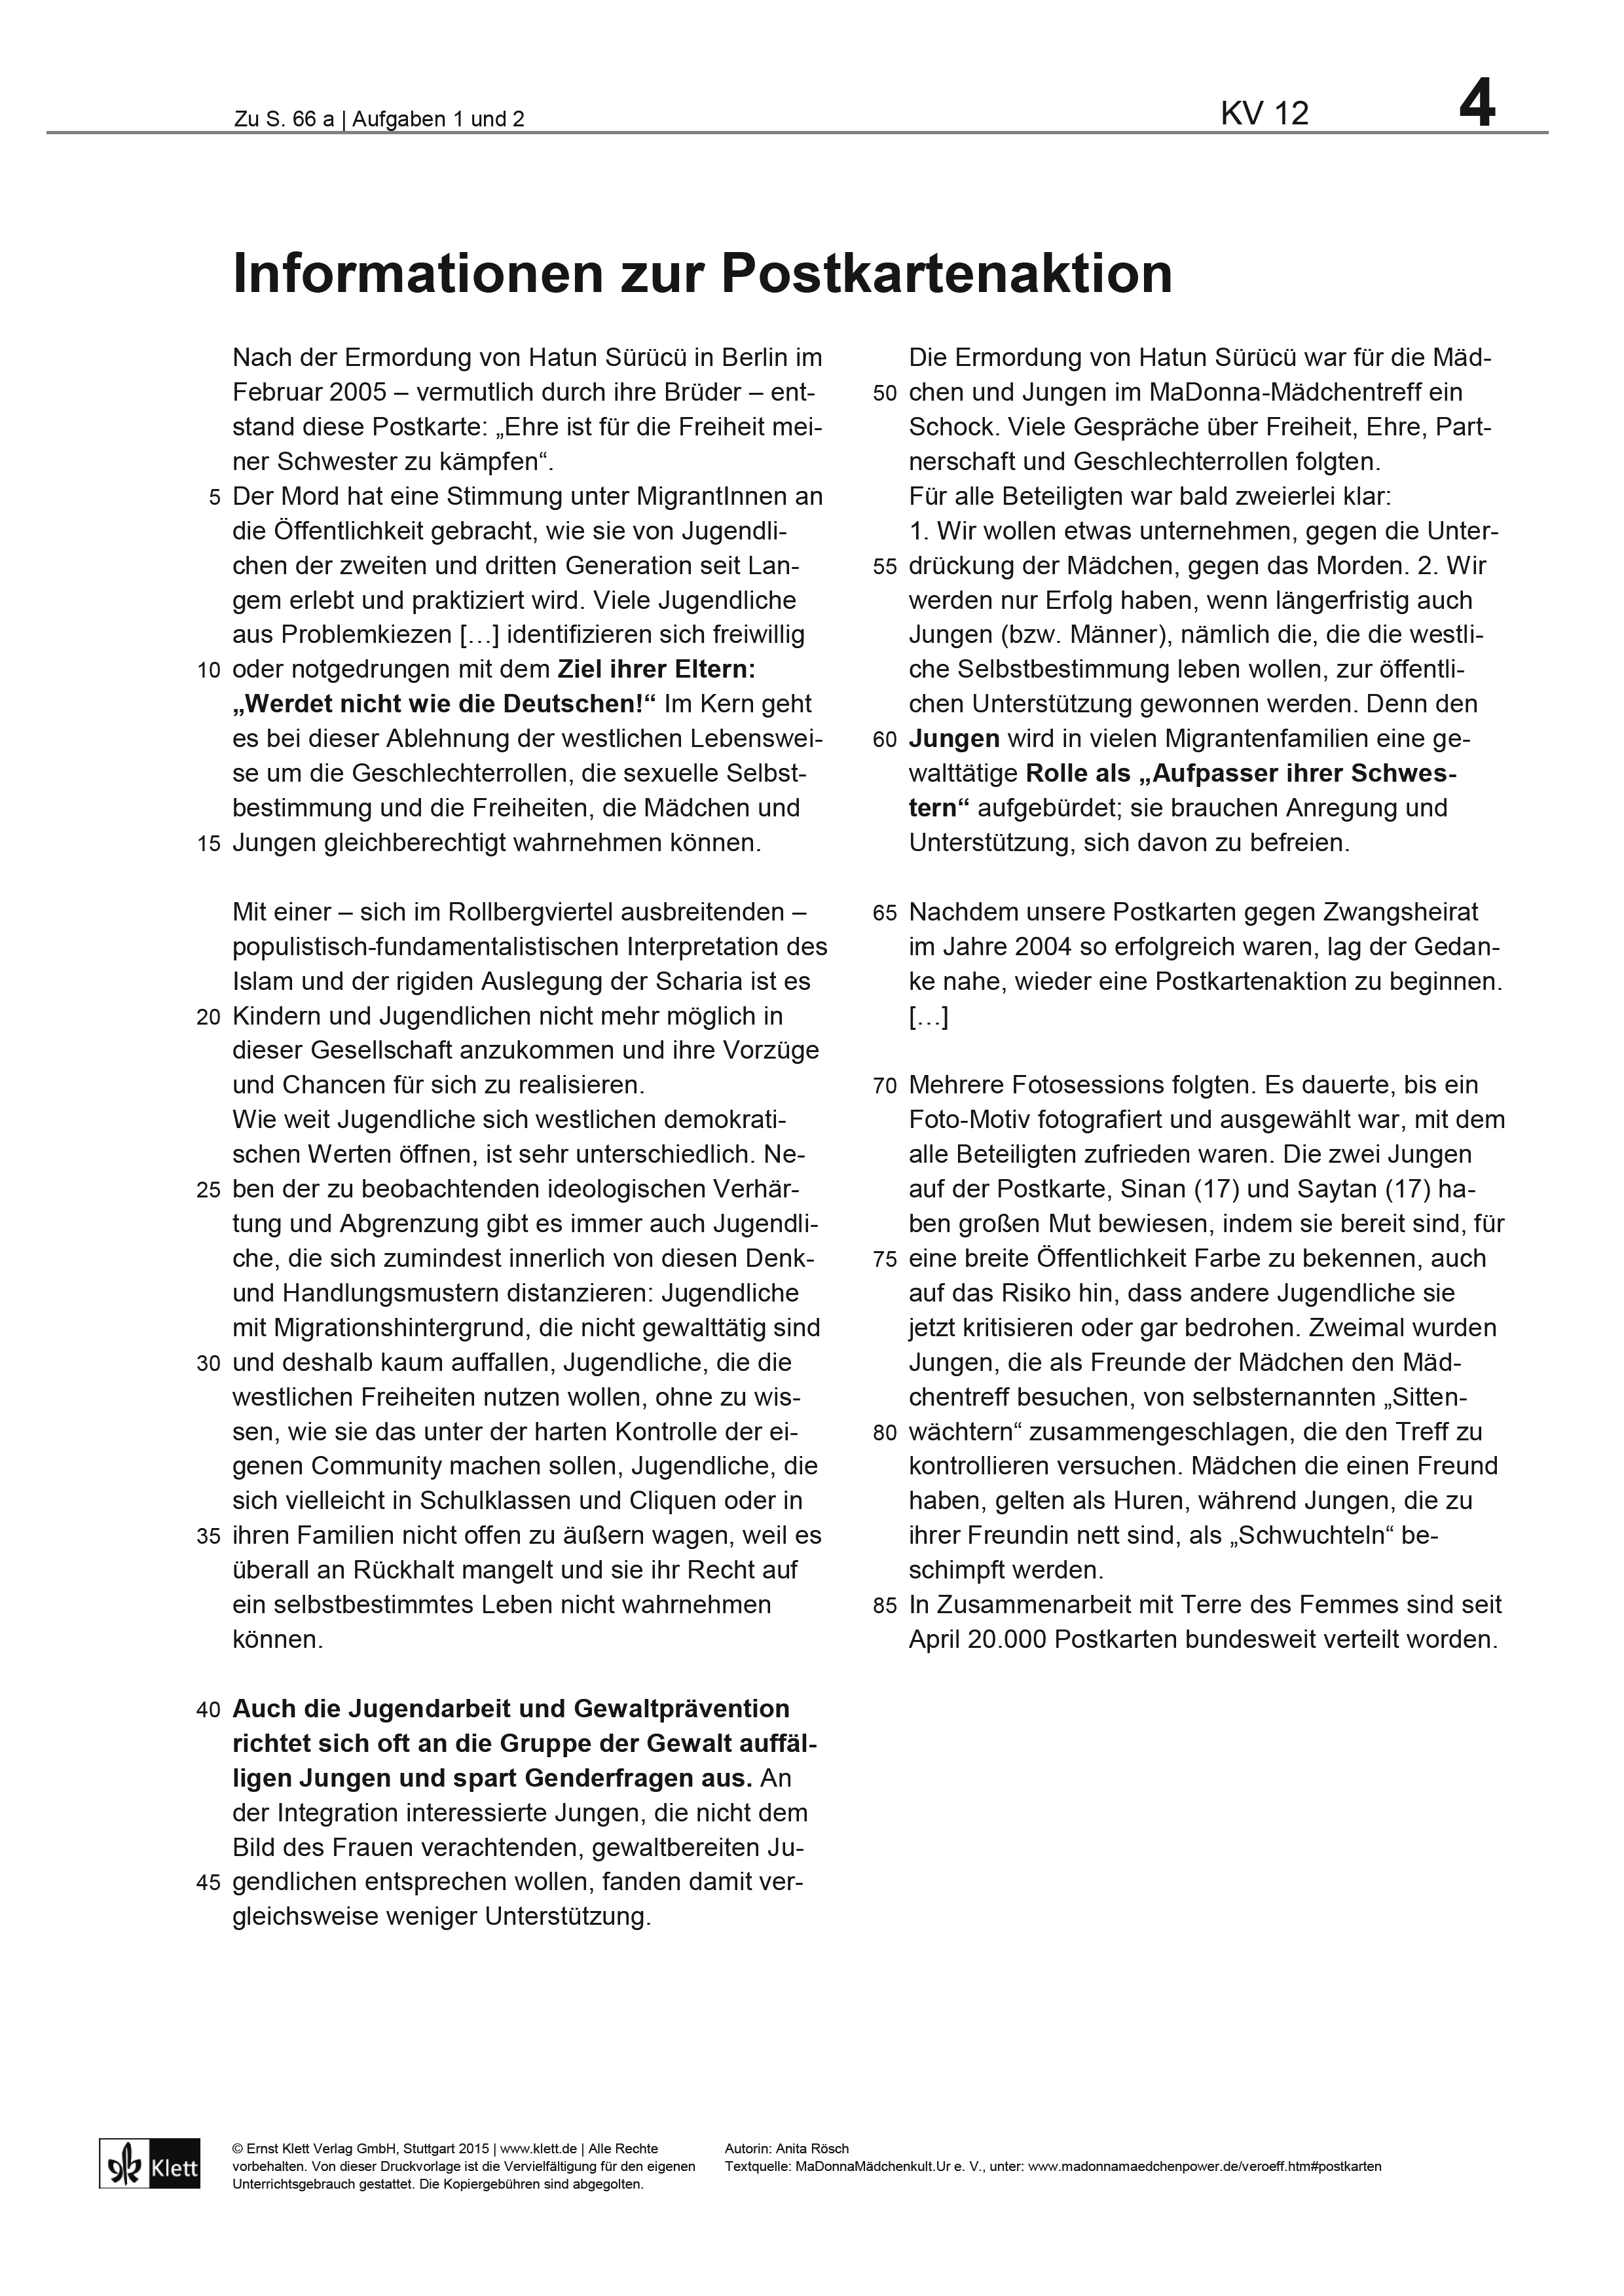 Zu S. 66 a | Aufgaben 1 und 2
KV 12
4
Informationen zur Postkartenaktion
Nach der Ermordung von Hatun Sürücü in Berlin im
Februar 2005 – vermutlich durch ihre Brüder – ent-
stand diese Postkarte: „Ehre ist für die Freiheit mei-
ner Schwester zu kämpfen“.
5 Der Mord hat eine Stimmung unter MigrantInnen an
die Öffentlichkeit gebracht, wie sie von Jugendli-
chen der zweiten und dritten Generation seit Lan-
gem erlebt und praktiziert wird. Viele Jugendliche
aus Problemkiezen […] identifizieren sich freiwillig
10 oder notgedrungen mit dem Ziel ihrer Eltern:
„Werdet nicht wie die Deutschen!“ Im Kern geht
es bei dieser Ablehnung der westlichen Lebenswei-
se um die Geschlechterrollen, die sexuelle Selbst-
bestimmung und die Freiheiten, die Mädchen und
15 Jungen gleichberechtigt wahrnehmen können.
Mit einer – sich im Rollbergviertel ausbreitenden –
populistisch-fundamentalistischen Interpretation des
Islam und der rigiden Auslegung der Scharia ist es
20 Kindern und Jugendlichen nicht mehr möglich in
dieser Gesellschaft anzukommen und ihre Vorzüge
und Chancen für sich zu realisieren.
Wie weit Jugendliche sich westlichen demokrati-
schen Werten öffnen, ist sehr unterschiedlich. Ne-
25 ben der zu beobachtenden ideologischen Verhär-
tung und Abgrenzung gibt es immer auch Jugendli-
che, die sich zumindest innerlich von diesen Denk-
und Handlungsmustern distanzieren: Jugendliche
mit Migrationshintergrund, die nicht gewalttätig sind
30 und deshalb kaum auffallen, Jugendliche, die die
westlichen Freiheiten nutzen wollen, ohne zu wis-
sen, wie sie das unter der harten Kontrolle der ei-
genen Community machen sollen, Jugendliche, die
sich vielleicht in Schulklassen und Cliquen oder in
35 ihren Familien nicht offen zu äußern wagen, weil es
überall an Rückhalt mangelt und sie ihr Recht auf
ein selbstbestimmtes Leben nicht wahrnehmen
können.
40 Auch die Jugendarbeit und Gewaltprävention
richtet sich oft an die Gruppe der Gewalt auffäl-
ligen Jungen und spart Genderfragen aus. An
der Integration interessierte Jungen, die nicht dem
Bild des Frauen verachtenden, gewaltbereiten Ju-
45 gendlichen entsprechen wollen, fanden damit ver-
gleichsweise weniger Unterstützung.
Die Ermordung von Hatun Sürücü war für die Mäd-
50 chen und Jungen im MaDonna-Mädchentreff ein
Schock. Viele Gespräche über Freiheit, Ehre, Part-
nerschaft und Geschlechterrollen folgten.
Für alle Beteiligten war bald zweierlei klar:
1. Wir wollen etwas unternehmen, gegen die Unter-
55 drückung der Mädchen, gegen das Morden. 2. Wir
werden nur Erfolg haben, wenn längerfristig auch
Jungen (bzw. Männer), nämlich die, die die westli-
che Selbstbestimmung leben wollen, zur öffentli-
chen Unterstützung gewonnen werden. Denn den
60 Jungen wird in vielen Migrantenfamilien eine ge-
walttätige Rolle als „Aufpasser ihrer Schwes-
tern“ aufgebürdet; sie brauchen Anregung und
Unterstützung, sich davon zu befreien.
65 Nachdem unsere Postkarten gegen Zwangsheirat
im Jahre 2004 so erfolgreich waren, lag der Gedan-
ke nahe, wieder eine Postkartenaktion zu beginnen.
[…]
70 Mehrere Fotosessions folgten. Es dauerte, bis ein
Foto-Motiv fotografiert und ausgewählt war, mit dem
alle Beteiligten zufrieden waren. Die zwei Jungen
auf der Postkarte, Sinan (17) und Saytan (17) ha-
ben großen Mut bewiesen, indem sie bereit sind, für
75 eine breite Öffentlichkeit Farbe zu bekennen, auch
auf das Risiko hin, dass andere Jugendliche sie
jetzt kritisieren oder gar bedrohen. Zweimal wurden
Jungen, die als Freunde der Mädchen den Mäd-
chentreff besuchen, von selbsternannten „Sitten-
80 wächtern“ zusammengeschlagen, die den Treff zu
kontrollieren versuchen. Mädchen die einen Freund
haben, gelten als Huren, während Jungen, die zu
ihrer Freundin nett sind, als „Schwuchteln“ be-
schimpft werden.
85 In Zusammenarbeit mit Terre des Femmes sind seit
April 20.000 Postkarten bundesweit verteilt worden.
Klett
© Ernst Klett Verlag GmbH, Stuttgart 2015 | www.klett.de | Alle Rechte
vorbehalten. Von dieser Druckvorlage ist die Vervielfältigung für den eigenen
Unterrichtsgebrauch gestattet. Die Kopiergebühren sind abgegolten.
Autorin: Anita Rösch
Textquelle: MaDonnaMädchenkult.Ur e. V., unter: www.madonnamaedchenpower.de/veroeff.htm#postkarten